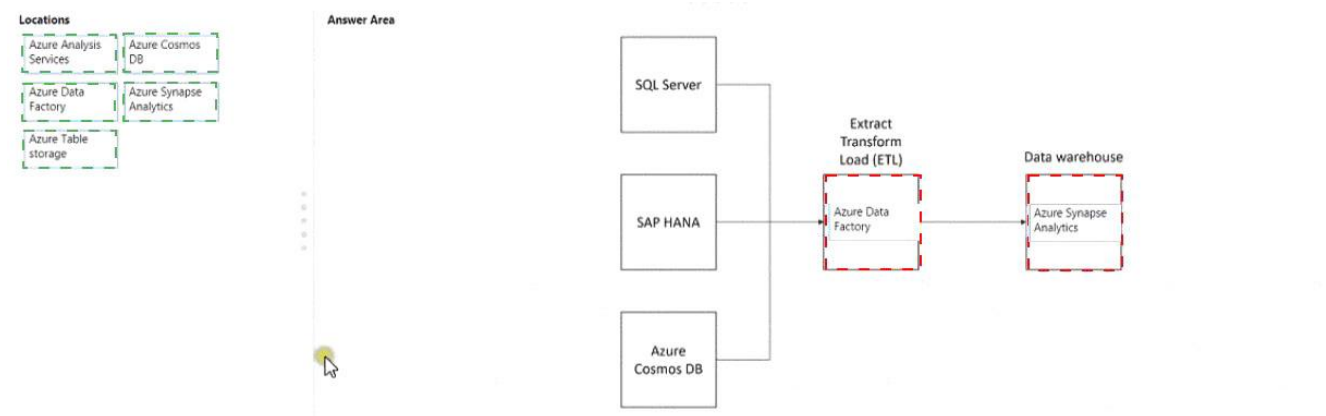 Locations
Answer Area
Azure Analysis
Services
Azure Cosmos
DB
Azure Data
Factory
Azure Synapse
Analytics
Azure Table
storage
SQL Server
SAP HANA
Azure
Cosmos DB
Extract
Transform
Load (ETL)
Azure Data
Factory
Data warehouse
Azure Synapse
Analytics